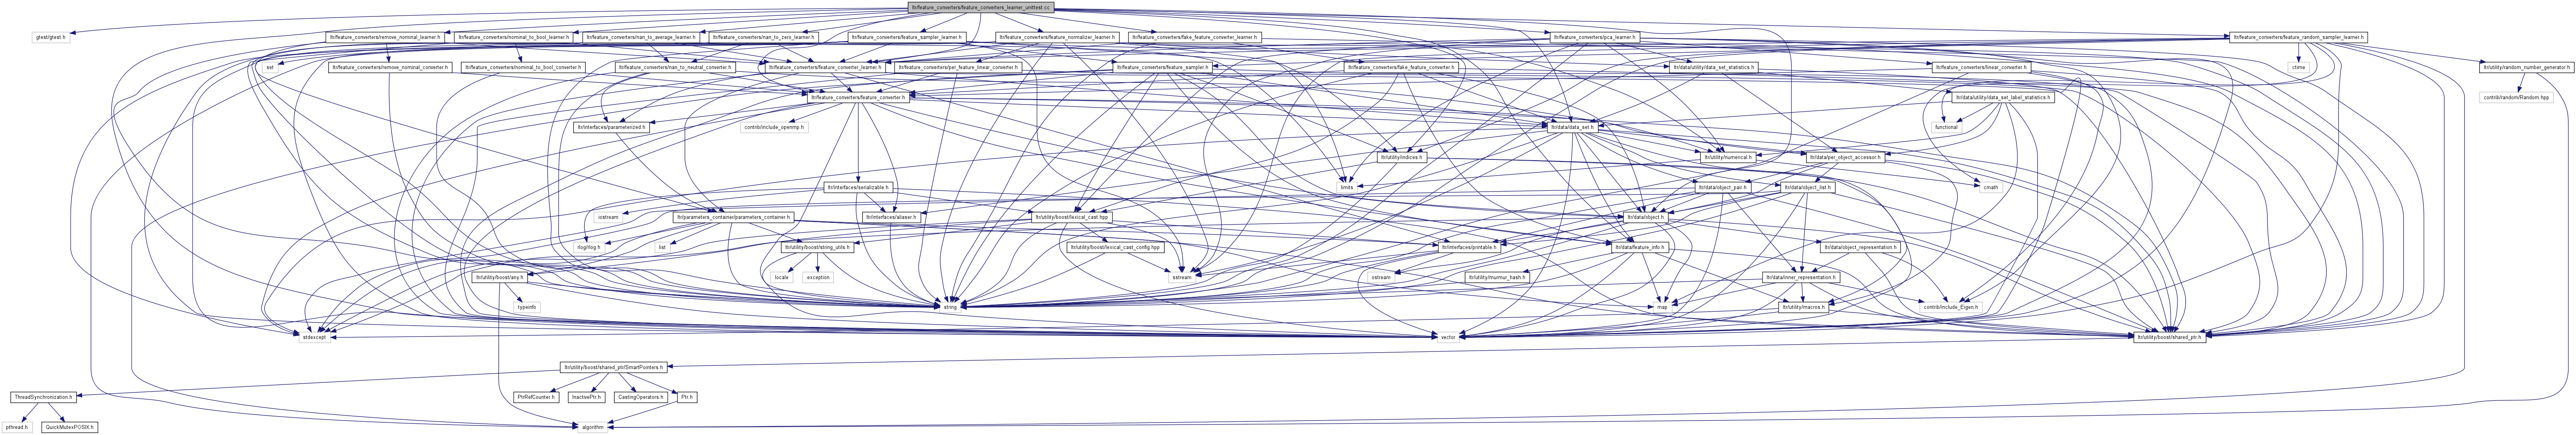 ltr/feature_converters/feature_converters_learner_unittest.cc
gtest/gtest.h
ltr/feature_converters/remove_nominal_learner.h
ltr/feature_converters/nominal_to_bool_learner.h
ltr/feature_converters/nan_to_average_learner.h
ltr/feature_converters/nan_to_zero_learner.h
ltr/feature_converters/feature_sampler_learner.h
ltr/feature_converters/feature_normalizer_learner.h
ltr/feature_converters/fake_feature_converter_learner.h
ltr/feature_converters/pca_learner.h
ltr/feature_converters/feature_random_sampler_learner.h
set
ltr/feature_converters/remove_nominal_converter.h
ltr/feature_converters/nominal_to_bool_converter.h
ltr/feature_converters/nan_to_neutral_converter.h
ltr/feature_converters/feature_converter_learner.h
ltr/feature_converters/per_feature_linear_converter.h
ltr/feature_converters/feature_sampler.h
ltr/feature_converters/fake_feature_converter.h
ltr/data/utility/data_set_statistics.h
ltr/feature_converters/linear_converter.h
ctime
ltr/utility/random_number_generator.h
ltr/feature_converters/feature_converter.h
ltr/data/utility/data_set_label_statistics.h
contrib/random/Random.hpp
ltr/interfaces/parameterized.h
contrib/include_openmp.h
ltr/data/data_set.h
functional
ltr/utility/indices.h
ltr/utility/numerical.h
ltr/data/per_object_accessor.h
ltr/interfaces/serializable.h
limits
ltr/data/object_pair.h
ltr/data/object_list.h
cmath
iostream
ltr/parameters_container/parameters_container.h
ltr/interfaces/aliaser.h
ltr/utility/boost/lexical_cast.hpp
ltr/data/object.h
rlog/rlog.h
list
ltr/utility/boost/string_utils.h
ltr/utility/boost/lexical_cast_config.hpp
ltr/interfaces/printable.h
ltr/data/feature_info.h
ltr/data/object_representation.h
ltr/utility/boost/any.h
locale
exception
sstream
ostream
ltr/utility/murmur_hash.h
ltr/data/inner_representation.h
typeinfo
string
map
ltr/utility/macros.h
contrib/include_Eigen.h
stdexcept
vector
ltr/utility/boost/shared_ptr.h
ltr/utility/boost/shared_ptr/SmartPointers.h
ThreadSynchronization.h
PtrRefCounter.h
InactivePtr.h
CastingOperators.h
Ptr.h
pthread.h
QuickMutexPOSIX.h
algorithm